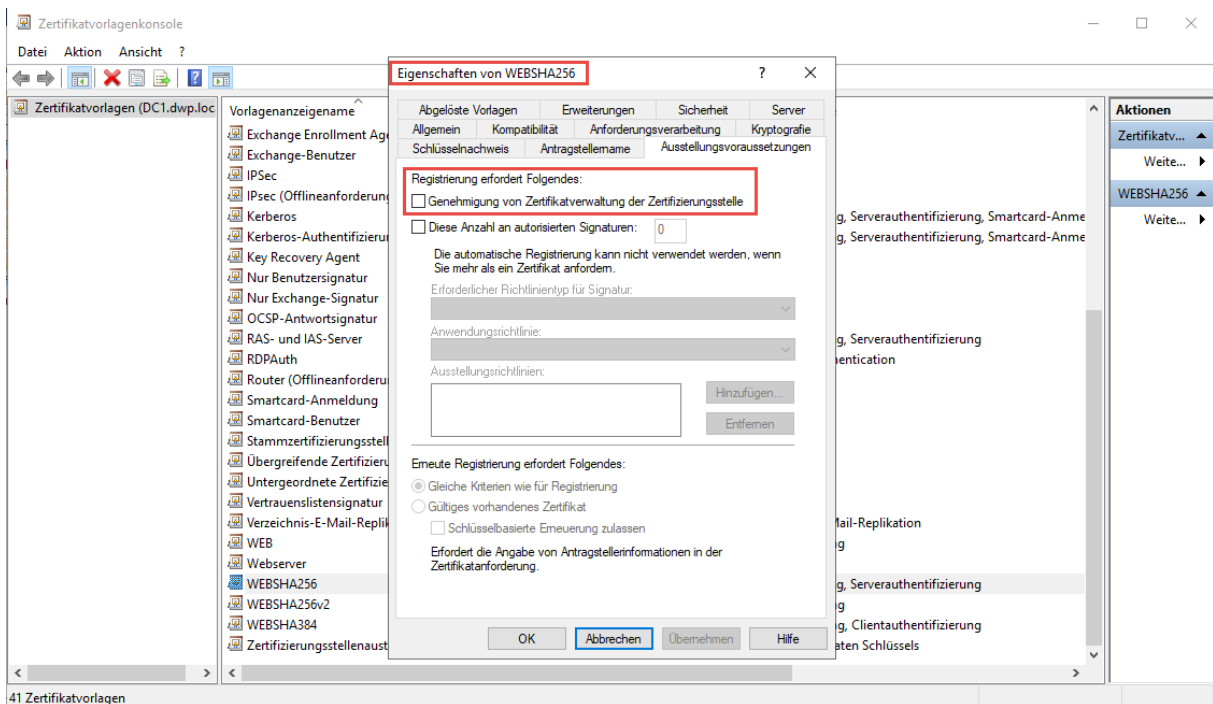 Zertifikatvorlagenkonsole
Datei Aktion Ansicht ?
Zertifikatvorlagen (DC1.dwp.loc
Vorlagenanzeigename
Exchange Enrollment Age
Exchange-Benutzer
IPSec
IPsec (Offlineanforderung
Kerberos
Kerberos-Authentifizieru
Key Recovery Agent
Nur Benutzersignatur
Nur Exchange-Signatur
OCSP-Antwortsignatur
RAS- und IAS-Server
RDPAuth
Router (Offlineanforderu
Smartcard-Anmeldung
Smartcard-Benutzer
Stammzertifizierungsstell
Übergreifende Zertifizieru
Untergeordnete Zertifizie
Vertrauenslistensignatur
Verzeichnis-E-Mail-Replik
WEB
Webserver
WEBSHA256
WEBSHA256v2
WEBSHA384
Zertifizierungsstellenaust
Eigenschaften von WEBSHA256 ?
Abgelöste Vorlagen Erweiterungen Sicherheit Server
Allgemein Kompatibilität Anforderungsverarbeitung Kryptografie
Schlüsselnachweis Antragstellername Ausstellungsvoraussetzungen
Registrierung erfordert Folgendes:
Genehmigung von Zertifikatverwaltung der Zertifizierungsstelle
Diese Anzahl an autorisierten Signaturen: 0
Die automatische Registrierung kann nicht verwendet werden, wenn
Sie mehr als ein Zertifikat anfordern.
Erforderlicher Richtlinientyp für Signatur:
Anwendungsrichtlinie:
Ausstellungsrichtlinien:
Hinzufügen...
Entfernen
Erneute Registrierung erfordert Folgendes:
Gleiche Kriterien wie für Registrierung
Gültiges vorhandenes Zertifikat
Schlüsselbasierte Erneuerung zulassen
Erfordert die Angabe von Antragstellerinformationen in der
Zertifikatanforderung.
OK Abbrechen Übernehmen Hilfe
g, Serverauthentifizierung, Smartcard-Anme
g, Serverauthentifizierung, Smartcard-Anme
g, Serverauthentifizierung
entication
Mail-Replikation
g
g, Serverauthentifizierung
g
g, Clientauthentifizierung
aten Schlüssels
Aktionen
Zertifikatv...
Weite...
WEBSHA256
Weite...
41 Zertifikatvorlagen